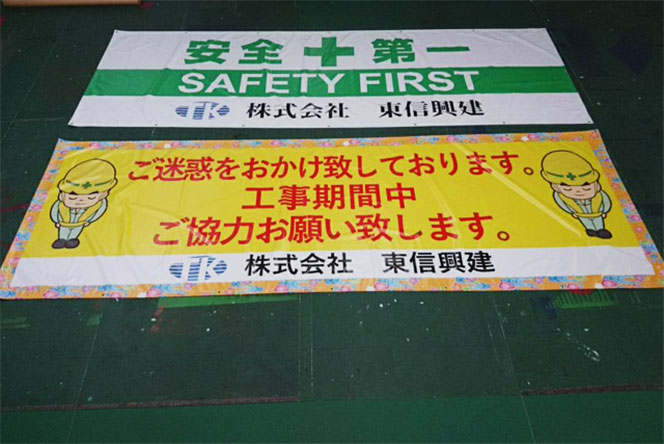 安全✚第一
SAFETY FIRST
株式会社 東信興建
ご迷惑をおかけ致しております。
工事期間中
ご協力お願い致します。
株式会社 東信興建